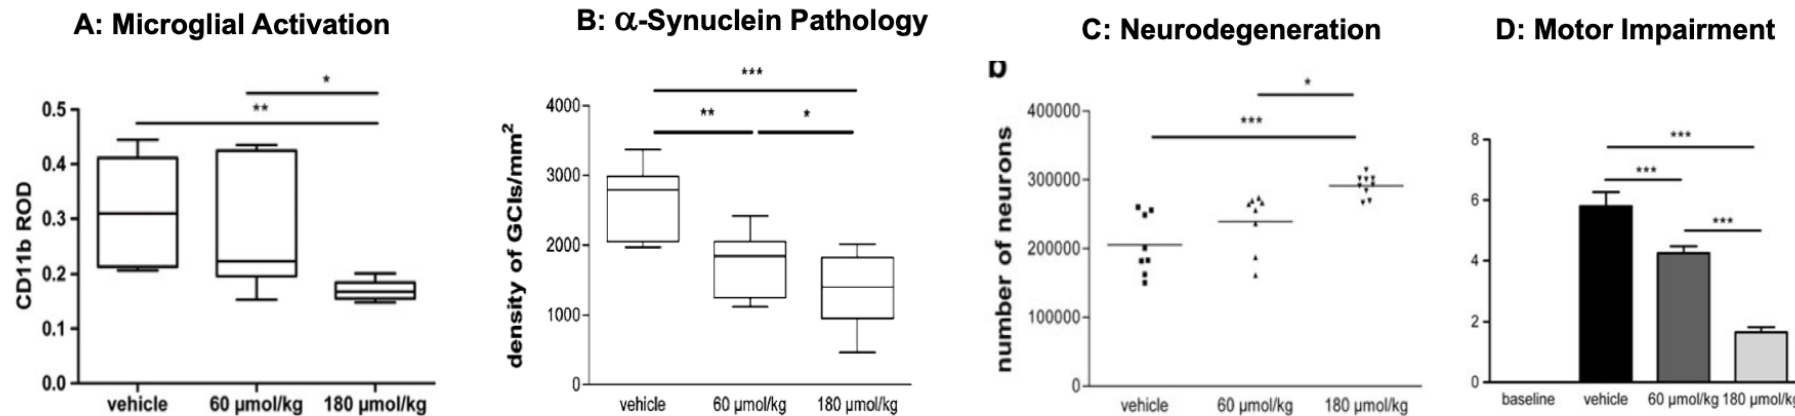 A: Microglial Activation
*
**
0.5
0.4
0.3
0.2
0.1
0.0
CD11b ROD
vehicle
60 µmol/kg
180 µmol/kg
B: α-Synuclein Pathology
***
**
*
4000
3000
2000
1000
0
density of GCIs/mm²
vehicle
60 µmol/kg
180 µmol/kg
C: Neurodegeneration
b
*
***
400000
300000
200000
100000
0
number of neurons
vehicle
60 µmol/kg
180 µmol/kg
D: Motor Impairment
***
***
***
8
6
4
2
0
baseline
vehicle
60 µmol/kg
180 µmol/kg